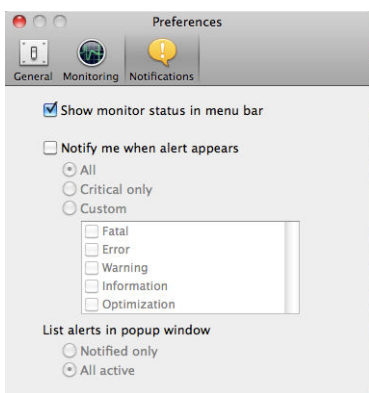 Preferences
General Monitoring Notifications
Show monitor status in menu bar
Notify me when alert appears
All
Critical only
Custom
Fatal
Error
Warning
Information
Optimization
List alerts in popup window
Notified only
All active